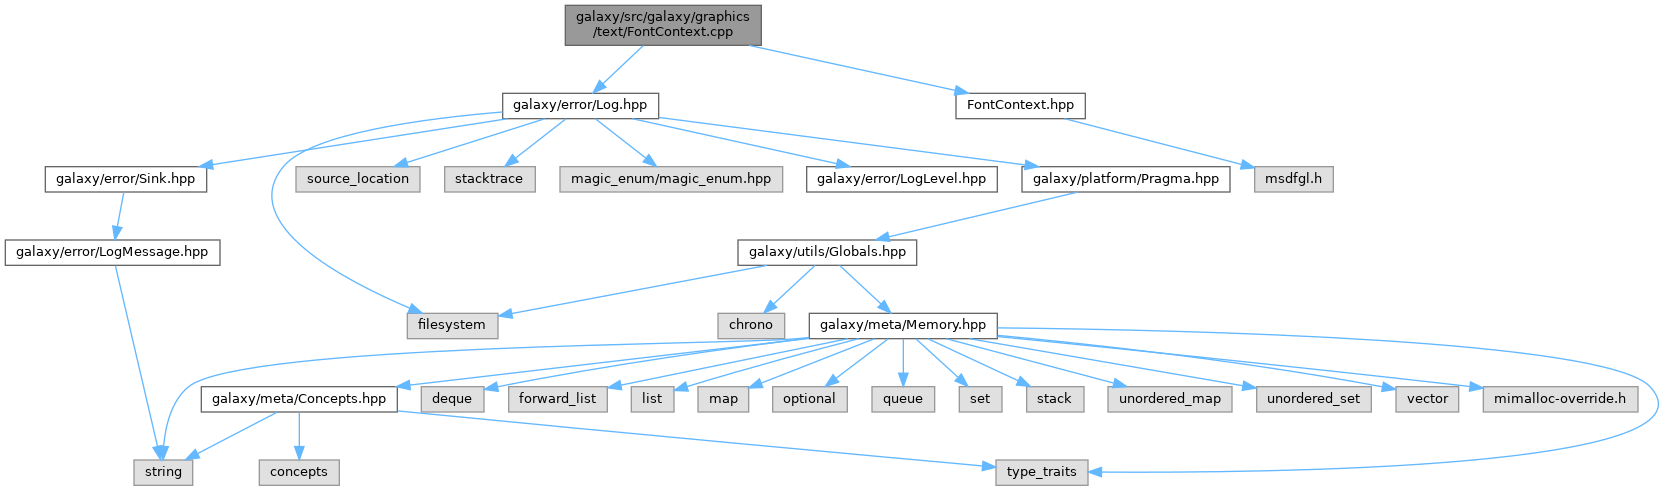 galaxy/src/galaxy/graphics
/text/FontContext.cpp
galaxy/error/Log.hpp
FontContext.hpp
galaxy/error/Sink.hpp
source_location
stacktrace
magic_enum/magic_enum.hpp
galaxy/error/LogLevel.hpp
galaxy/platform/Pragma.hpp
msdfgl.h
galaxy/error/LogMessage.hpp
galaxy/utils/Globals.hpp
filesystem
chrono
galaxy/meta/Memory.hpp
galaxy/meta/Concepts.hpp
deque
forward_list
list
map
optional
queue
set
stack
unordered_map
unordered_set
vector
mimalloc-override.h
string
concepts
type_traits